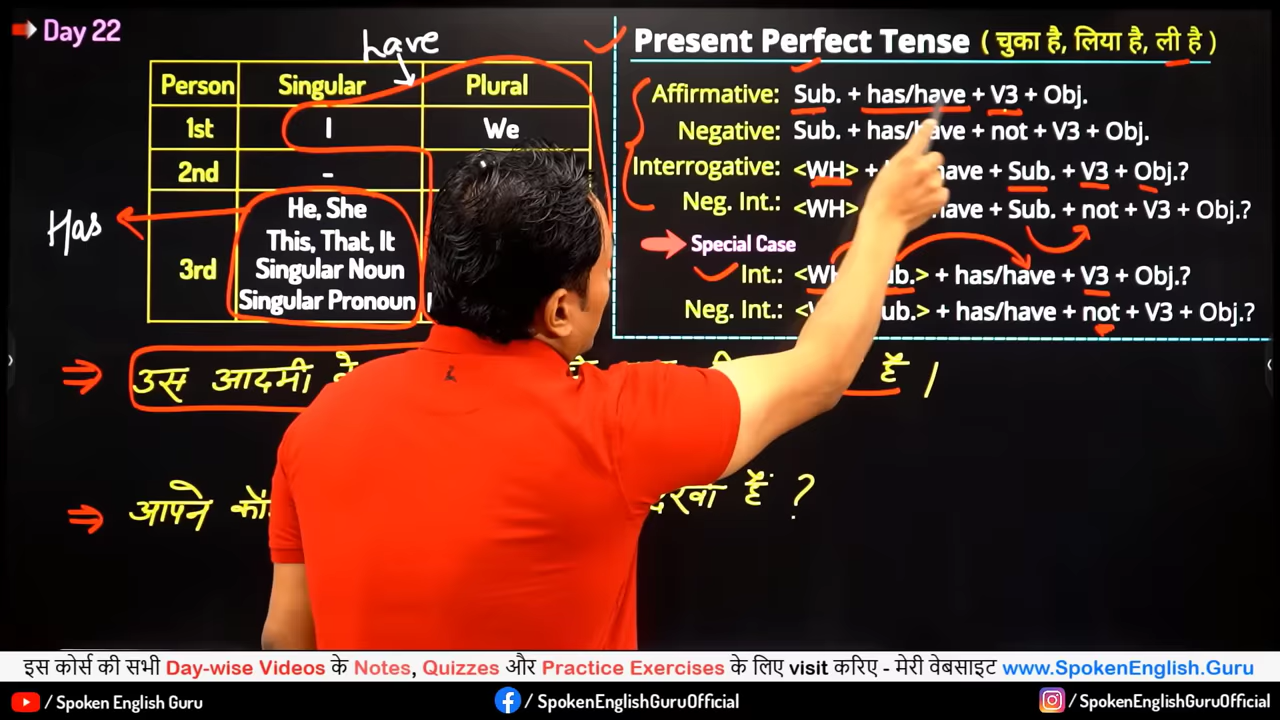 Day 22
have
Person Singular Plural
1st I We
2nd -
3rd He, She
This, That, It
Singular Noun
Singular Pronoun
Has
Present Perfect Tense ( चुका है, लिया है, ली है )
Affirmative: Sub. + has/have + V3 + Obj.
Negative: Sub. + has/have + not + V3 + Obj.
Interrogative: <WH> + have + Sub. + V3 + Obj.?
Neg. Int.: <WH> have + Sub. + not + V3 + Obj.?
Special Case
Int.: <WH Sub.> + has/have + V3 + Obj.?
Neg. Int.: < Sub.> + has/have + not + V3 + Obj.?
⇒ उस आदमी है |
⇒ आपने देखा है ?
इस कोर्स की सभी Day-wise Videos के Notes, Quizzes और Practice Exercises के लिए visit करिए - मेरी वेबसाइट www.SpokenEnglish.Guru
/ Spoken English Guru
/ SpokenEnglishGuruOfficial
/ SpokenEnglishGuruOfficial